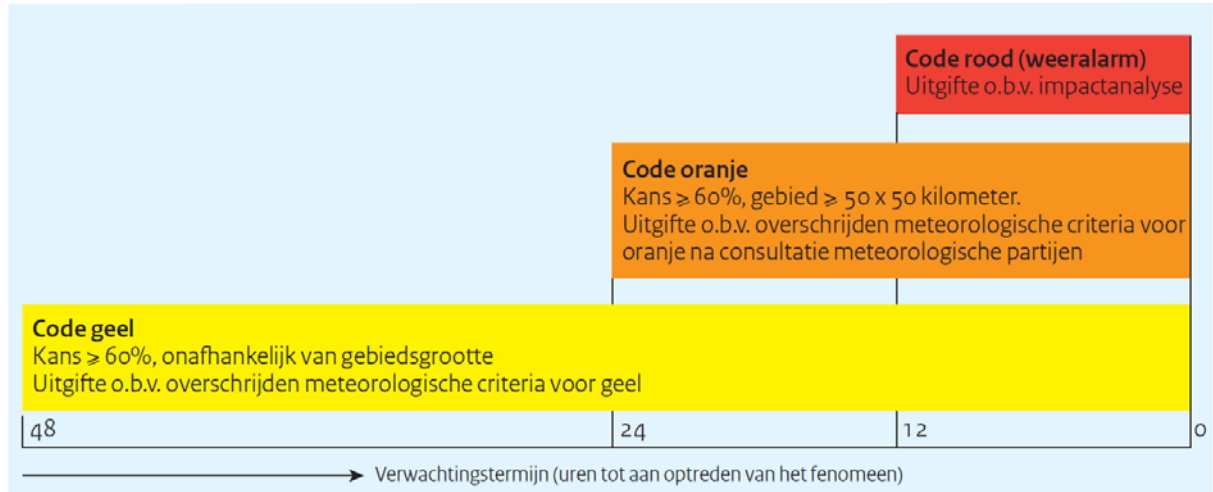 Code rood (weeralarm)
Uitgifte o.b.v. impactanalyse
Code oranje
Kans ⩾ 60%, gebied ⩾ 50 x 50 kilometer.
Uitgifte o.b.v. overschrijden meteorologische criteria voor
oranje na consultatie meteorologische partijen
Code geel
Kans ⩾ 60%, onafhankelijk van gebiedsgrootte
Uitgifte o.b.v. overschrijden meteorologische criteria voor geel
48 24 12 0
Verwachtingstermijn (uren tot aan optreden van het fenomeen)